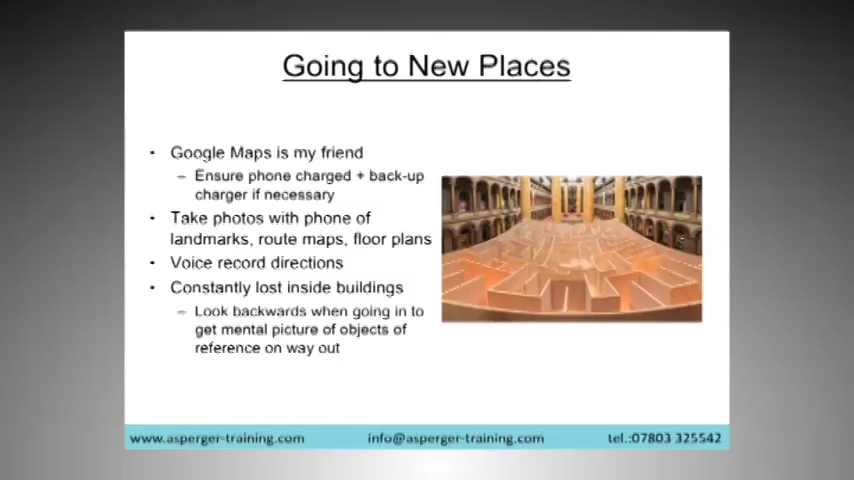 Going to New Places
• Google Maps is my friend
– Ensure phone charged + back-up
charger if necessary
• Take photos with phone of
landmarks, route maps, floor plans
• Voice record directions
• Constantly lost inside buildings
– Look backwards when going in to
get mental picture of objects of
reference on way out
www.asperger-training.com info@asperger-training.com tel.:07803 325542